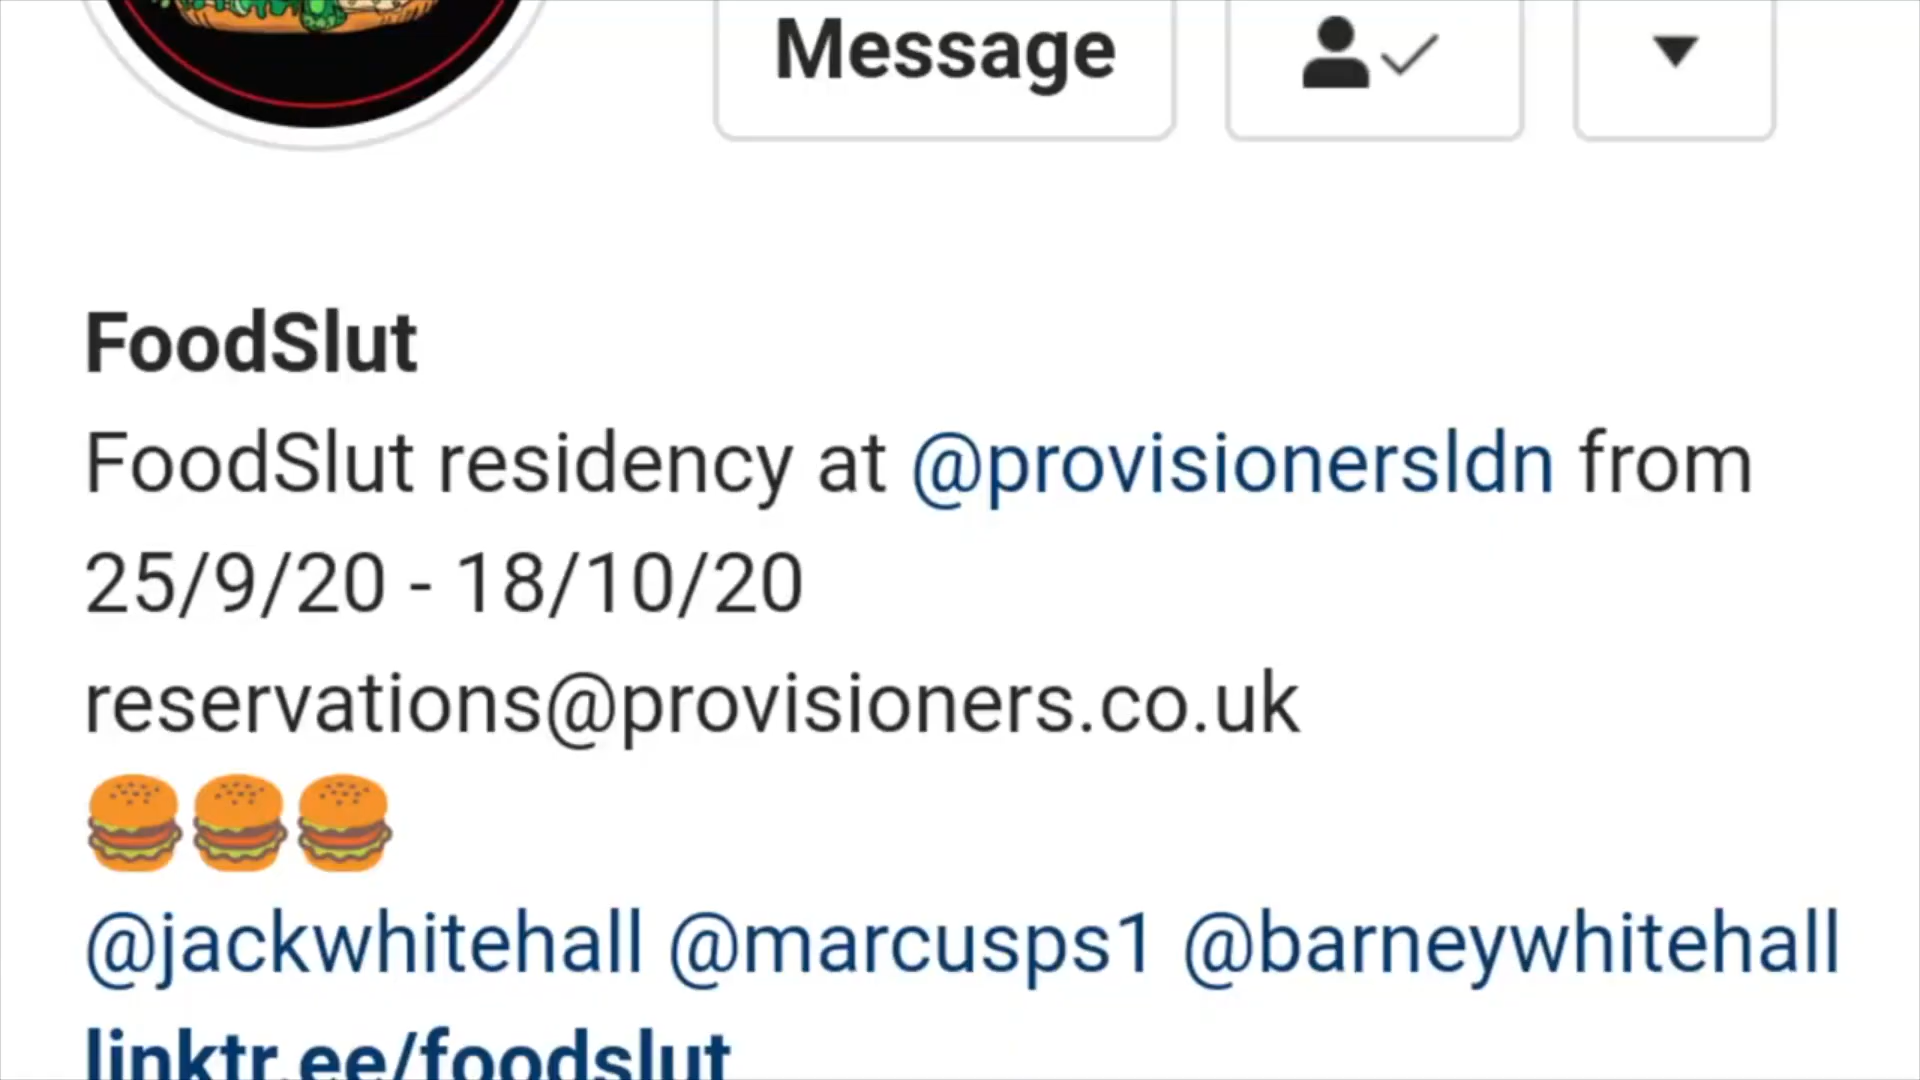 Message
FoodSlut
FoodSlut residency at @provisionersldn from
25/9/20 - 18/10/20
reservations@provisioners.co.uk
🍔🍔🍔
@jackwhitehall @marcusps1 @barneywhitehall
linktr.ee/foodslut